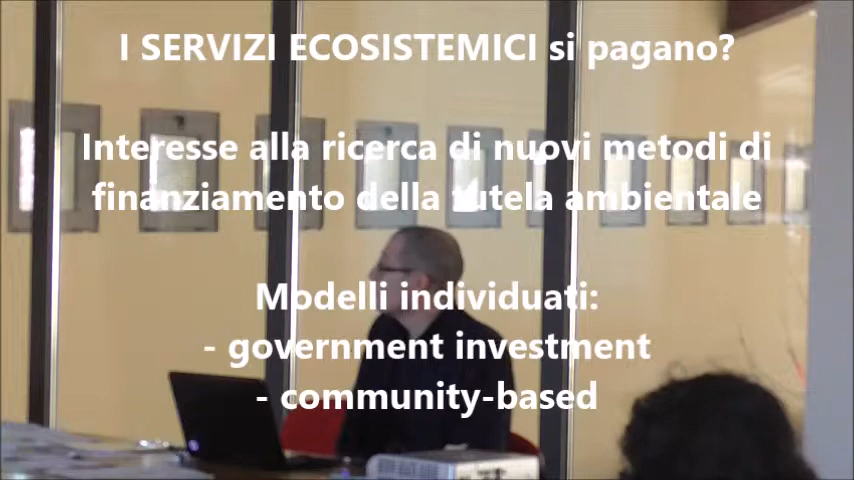 I SERVIZI ECOSISTEMICI si pagano?
Interesse alla ricerca di nuovi metodi di
finanziamento della tutela ambientale
Modelli individuati:
- government investment
- community-based